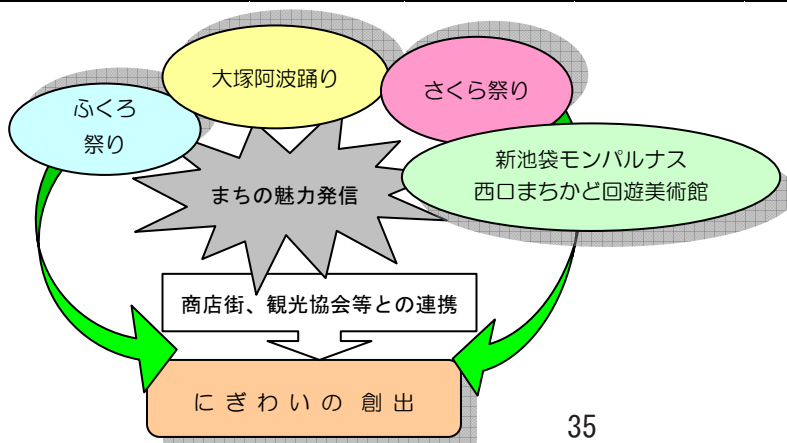 大塚阿波踊り
さくら祭り
ふくろ
祭り
新池袋モンパルナス
西口まちかど回遊美術館
まちの魅力発信
商店街、観光協会等との連携
にぎわいの創出
35